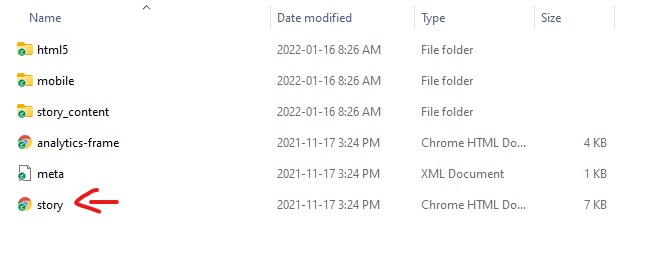 Name Date modified Type Size
html5 2022-01-16 8:26 AM File folder
mobile 2022-01-16 8:26 AM File folder
story_content 2022-01-16 8:26 AM File folder
analytics-frame 2021-11-17 3:24 PM Chrome HTML Do... 4 KB
meta 2021-11-17 3:24 PM XML Document 1 KB
story 2021-11-17 3:24 PM Chrome HTML Do... 7 KB